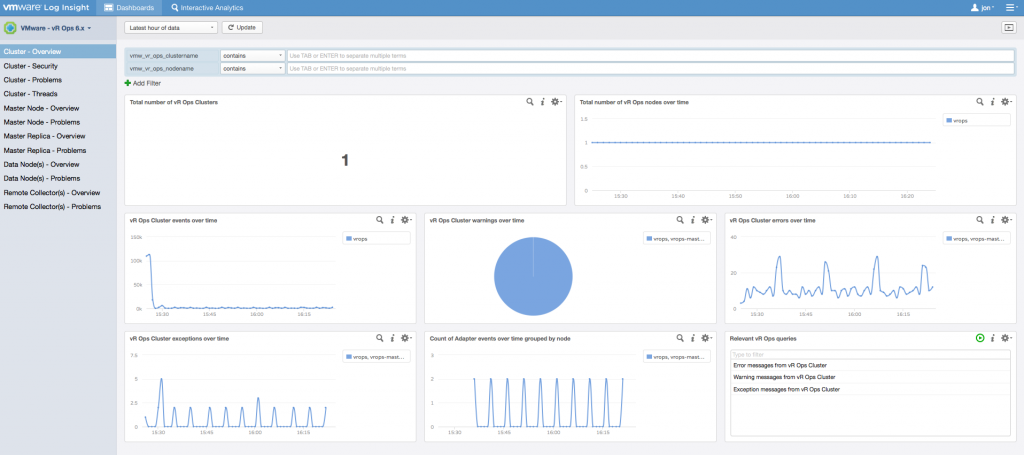 vmware Log Insight Dashboards Interactive Analytics jon
VMware - vR Ops 6.x Latest hour of data Update
Cluster - Overview
Cluster - Security
Cluster - Problems
Cluster - Threads
Master Node - Overview
Master Node - Problems
Master Replica - Overview
Master Replica - Problems
Data Node(s) - Overview
Data Node(s) - Problems
Remote Collector(s) - Overview
Remote Collector(s) - Problems
vmw_vr_ops_clustername contains Use TAB or ENTER to separate multiple terms
vmw_vr_ops_nodename contains Use TAB or ENTER to separate multiple terms
Add Filter
Total number of vR Ops Clusters
1
Total number of vR Ops nodes over time
vrops
1.5
1
0.5
0
15:30 15:40 15:50 16:00 16:10 16:20
vR Ops Cluster events over time
vrops
150k
100k
50k
0k
15:30 15:45 16:00 16:15
vR Ops Cluster warnings over time
vrops, vrops-mast...
vR Ops Cluster errors over time
vrops, vrops-mast...
40
20
0
15:30 15:45 16:00 16:15
vR Ops Cluster exceptions over time
vrops, vrops-mast...
7.5
5
2.5
0
15:30 15:45 16:00 16:15
Count of Adapter events over time grouped by node
vrops, vrops-mast...
3
2
1
0
15:30 15:45 16:00 16:15
Relevant vR Ops queries
Type to filter
Error messages from vR Ops Cluster
Warning messages from vR Ops Cluster
Exception messages from vR Ops Cluster